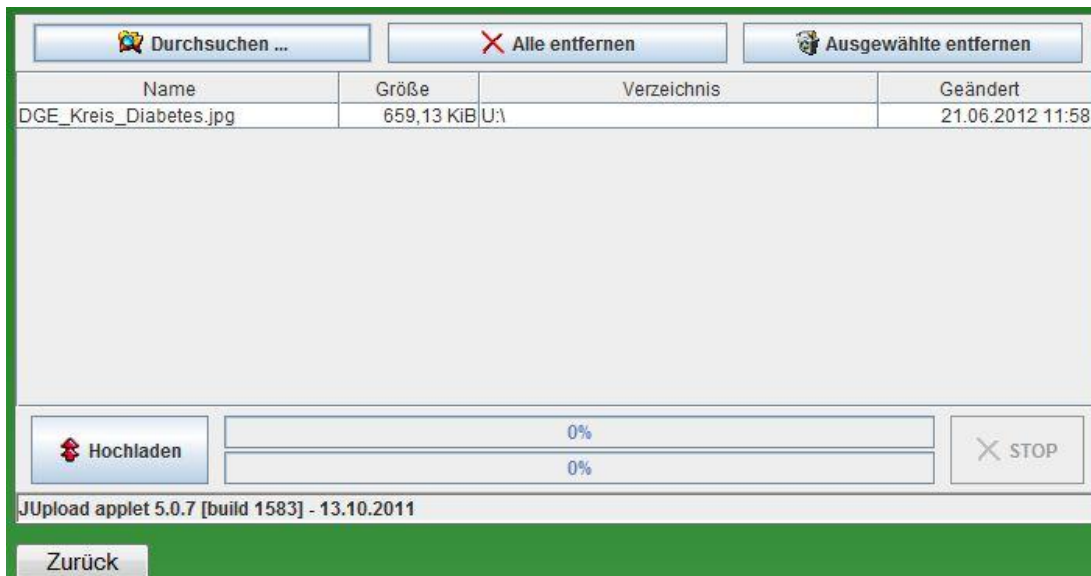 Durchsuchen ... Alle entfernen Ausgewählte entfernen
Name Größe Verzeichnis Geändert
DGE_Kreis_Diabetes.jpg 659,13 KiB U:\ 21.06.2012 11:58
0%
Hochladen STOP
0%
JUpload applet 5.0.7 [build 1583] - 13.10.2011
Zurück